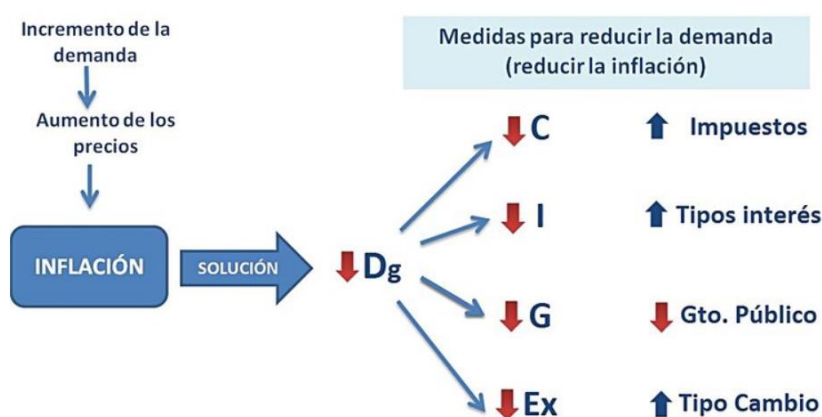 Incremento de la
demanda
Aumento de los
precios
INFLACIÓN
SOLUCIÓN
Dg
Medidas para reducir la demanda
(reducir la inflación)
C
Impuestos
I
Tipos interés
G
Gto. Público
Ex
Tipo Cambio